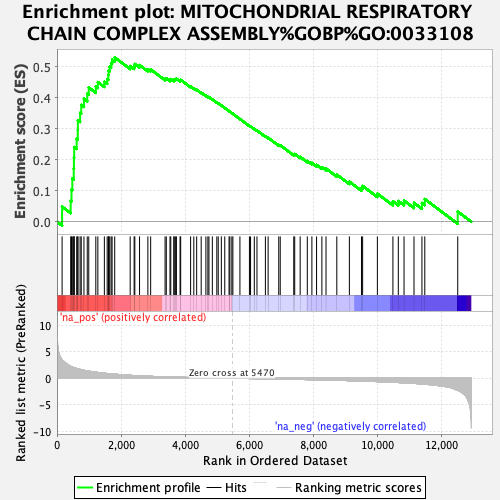 Enrichment plot: MITOCHONDRIAL RESPIRATORY
CHAIN COMPLEX ASSEMBLY%GOBP%GO:0033108
Enrichment score (ES)
0.5
0.4
0.3
0.2
0.1
0.0
'na_pos' (positively correlated)
Ranked list metric (PreRanked)
10
5
0
-5
-10
Zero cross at 5470
'na_neg' (negatively correlated)
0
2,000
4,000
6,000
8,000
10,000
12,000
Rank in Ordered Dataset
Enrichment profile
Hits
Ranking metric scores